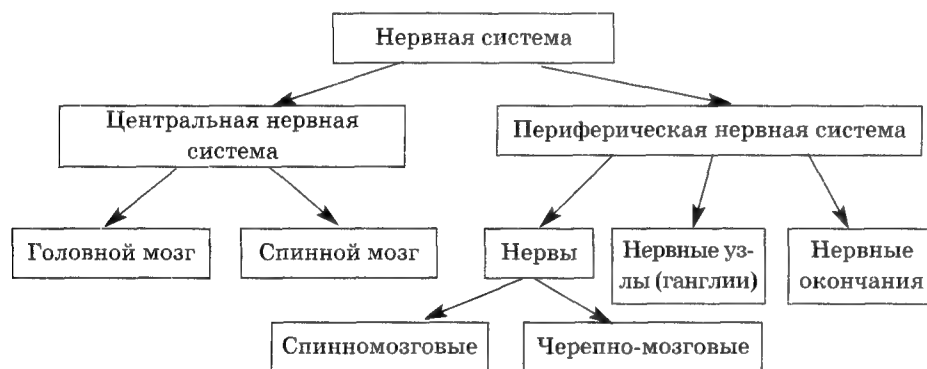 Нервная система
Центральная нервная
система
Периферическая нервная система
Головной мозг
Спинной мозг
Нервы
Нервные уз-
лы (ганглии)
Нервные
окончания
Спинномозговые
Черепно-мозговые